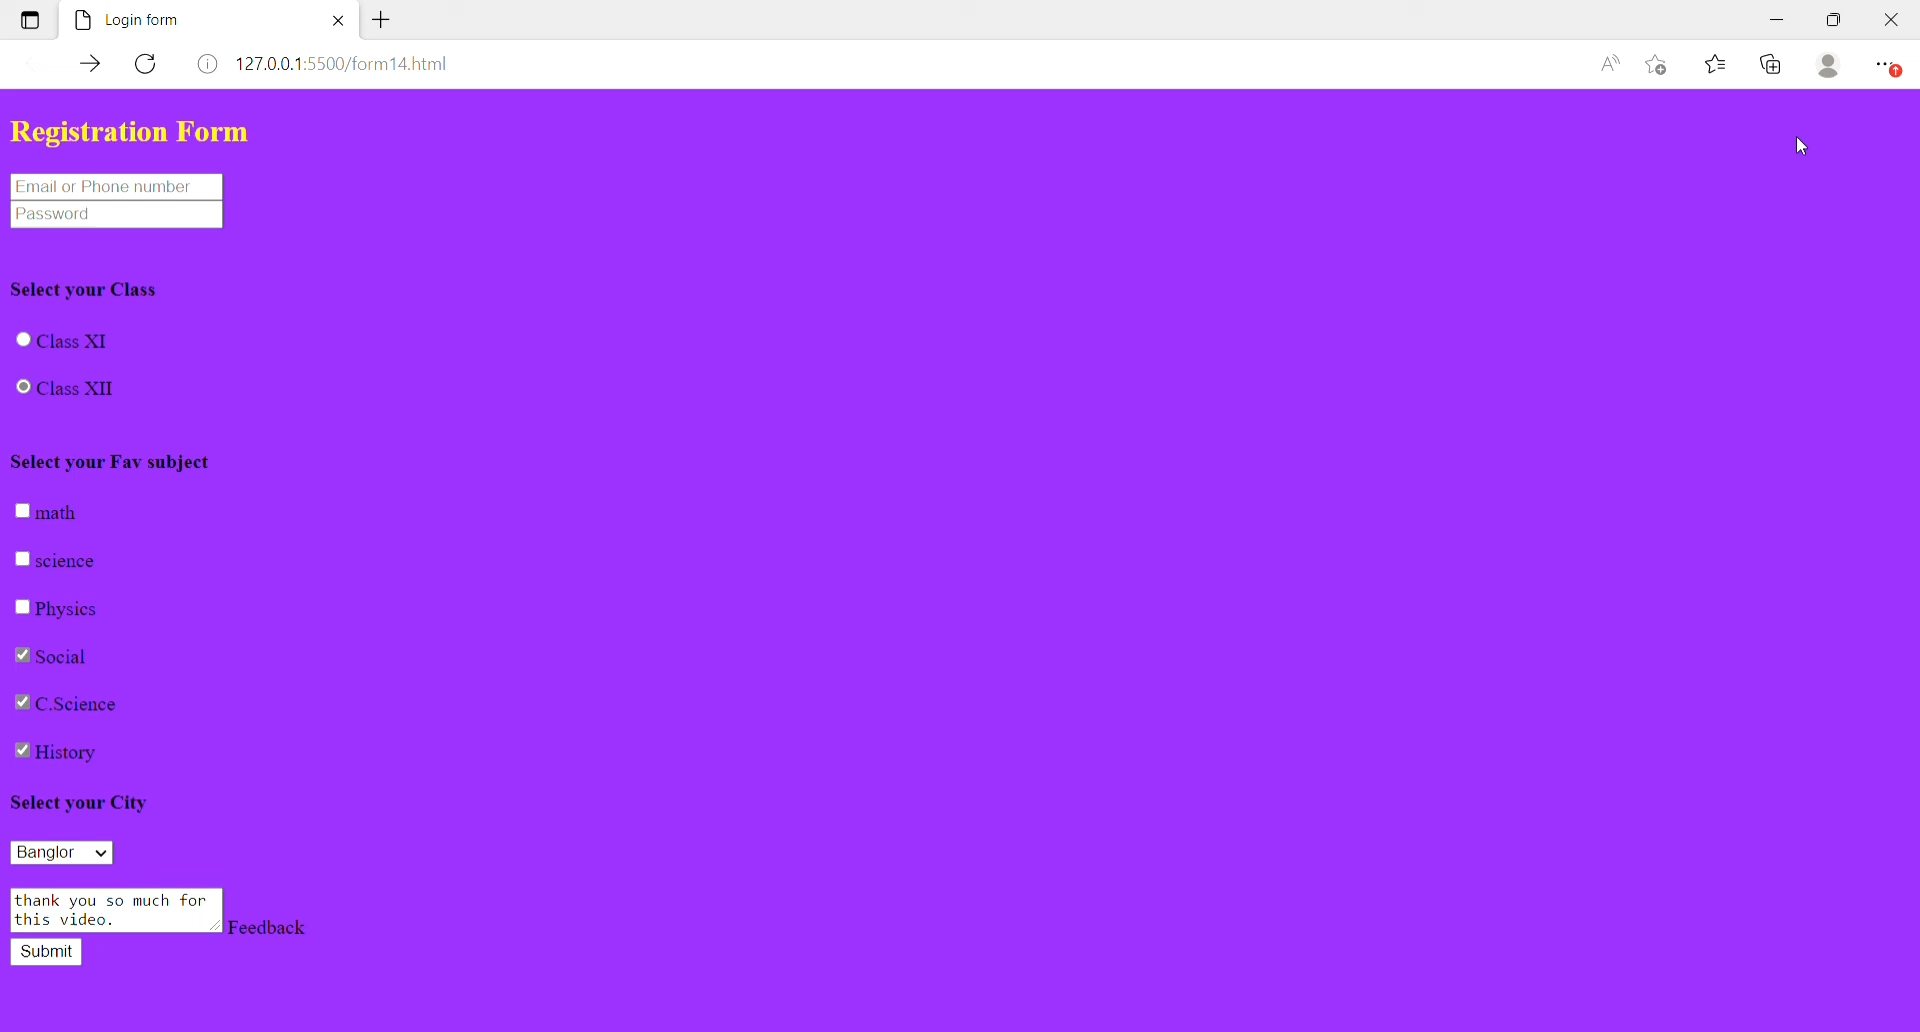 Login form
127.0.0.1:5500/form14.html
Registration Form
Email or Phone number
Password
Select your Class
Class XI
Class XII
Select your Fav subject
math
science
Physics
Social
C.Science
History
Select your City
Banglor
thank you so much for
this video.
Feedback
Submit